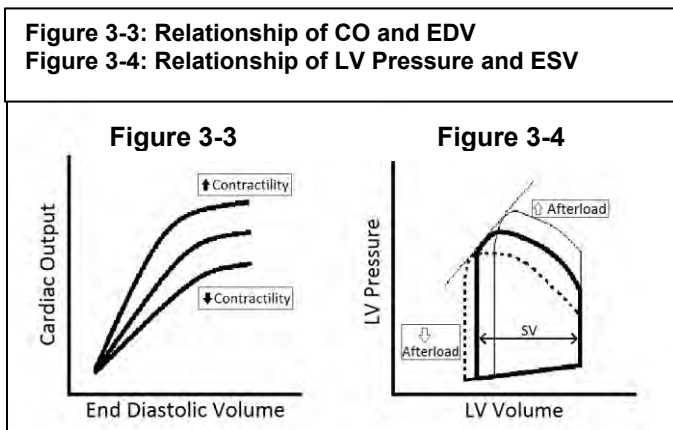 Figure 3-3: Relationship of CO and EDV
Figure 3-4: Relationship of LV Pressure and ESV
Figure 3-3
⬆Contractility
⬇Contractility
Cardiac Output
End Diastolic Volume
Figure 3-4
⇧ Afterload
LV Pressure
SV
⇩
Afterload
LV Volume